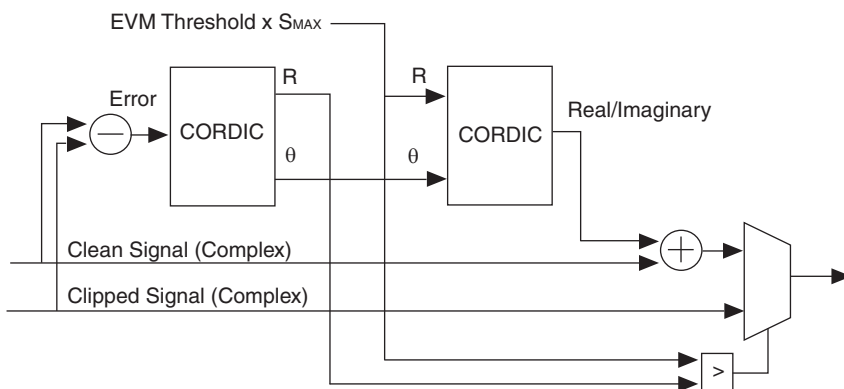 EVM Threshold x SMAX
R
R
Error
Real/Imaginary
CORDIC
CORDIC
−
θ
θ
Clean Signal (Complex)
+
Clipped Signal (Complex)
>